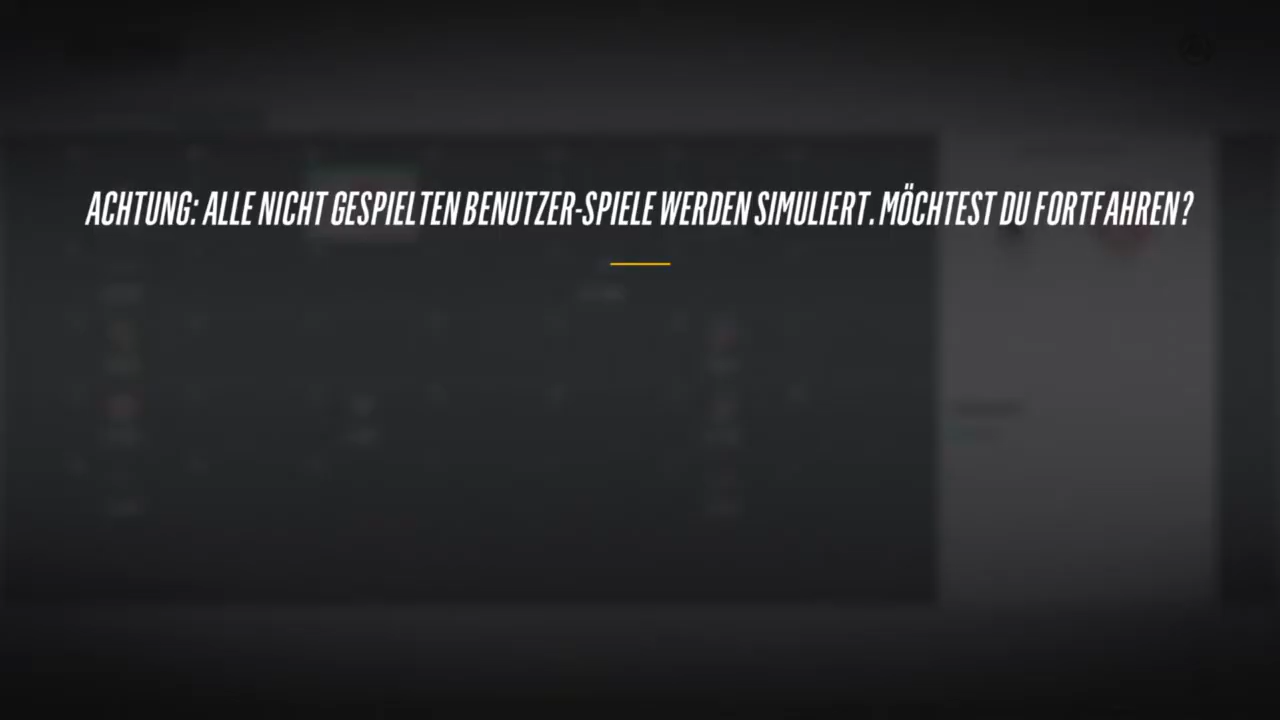 ACHTUNG: ALLE NICHT GESPIELTEN BENUTZER-SPIELE WERDEN SIMULIERT. MÖCHTEST DU FORTFAHREN?